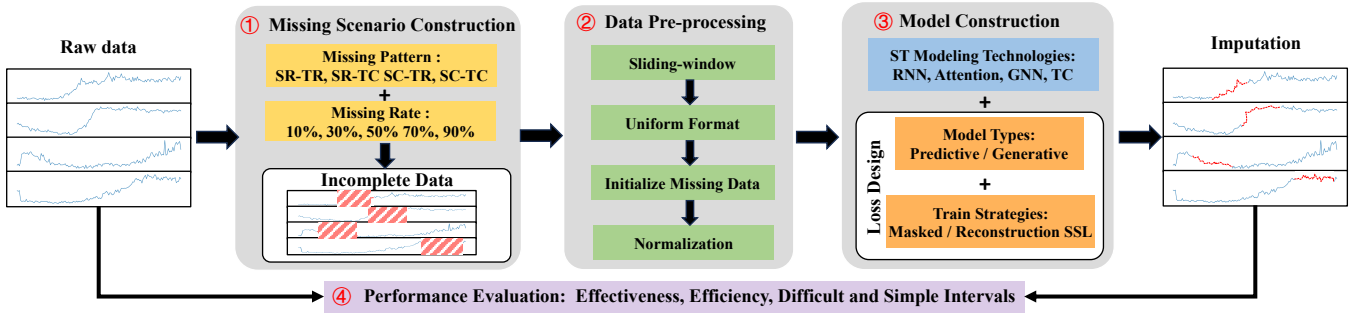 Raw data
① Missing Scenario Construction
Missing Pattern :
SR-TR, SR-TC SC-TR, SC-TC
+
Missing Rate :
10%, 30%, 50% 70%, 90%
Incomplete Data
② Data Pre-processing
Sliding-window
Uniform Format
Initialize Missing Data
Normalization
③ Model Construction
ST Modeling Technologies:
RNN, Attention, GNN, TC
+
Loss Design
Model Types:
Predictive / Generative
+
Train Strategies:
Masked / Reconstruction SSL
Imputation
④ Performance Evaluation: Effectiveness, Efficiency, Difficult and Simple Intervals